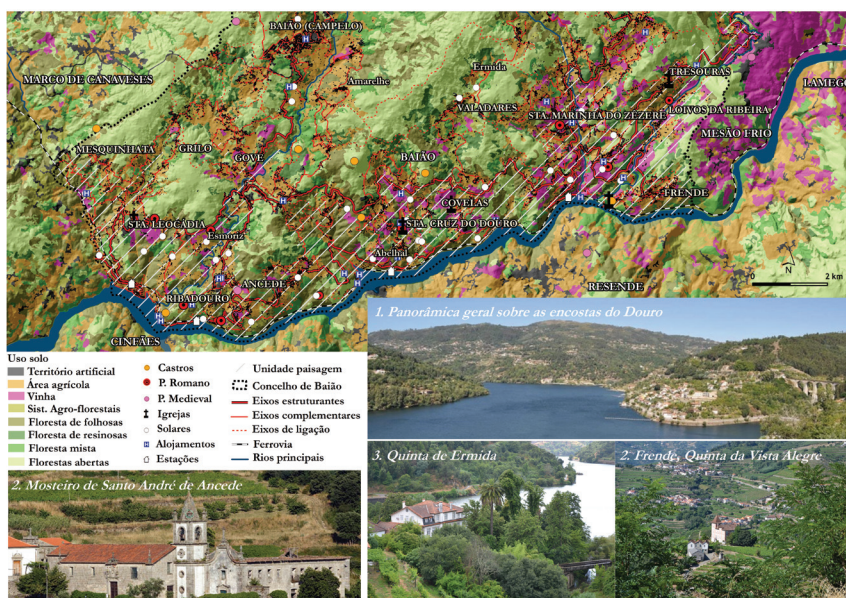 BAIÃO (CAMPELO)
MARCO DE CANAVESES
Amarelhe
Ermida
TRESOURAS
LAMEGO
VALADARES
STA. MARINHA DO ZÊZERE
LOIVOS DA RIBEIRA
MESÃO FRIO
MESQUINHATA
GRILO
GOVE
BAIÃO
COVELAS
FRENDE
STA. LEOCÁDIA
STA. CRUZ DO DOURO
Esmoriz
Abelhal
ANCEDE
RIBADOURO
RESENDE
CINFÃES
N
0 2 km
1. Panorâmica geral sobre as encostas do Douro
Uso solo
Território artificial
Área agrícola
Vinha
Sist. Agro-florestais
Floresta de folhosas
Floresta de resinosas
Floresta mista
Florestas abertas
Castros
P. Romano
P. Medieval
Igrejas
Solares
H Alojamentos
Estações
Unidade paisagem
Concelho de Baião
Eixos estruturantes
Eixos complementares
Eixos de ligação
Ferrovia
Rios principais
2. Mosteiro de Santo André de Ancede
3. Quinta de Ermida
2. Frende, Quinta da Vista Alegre